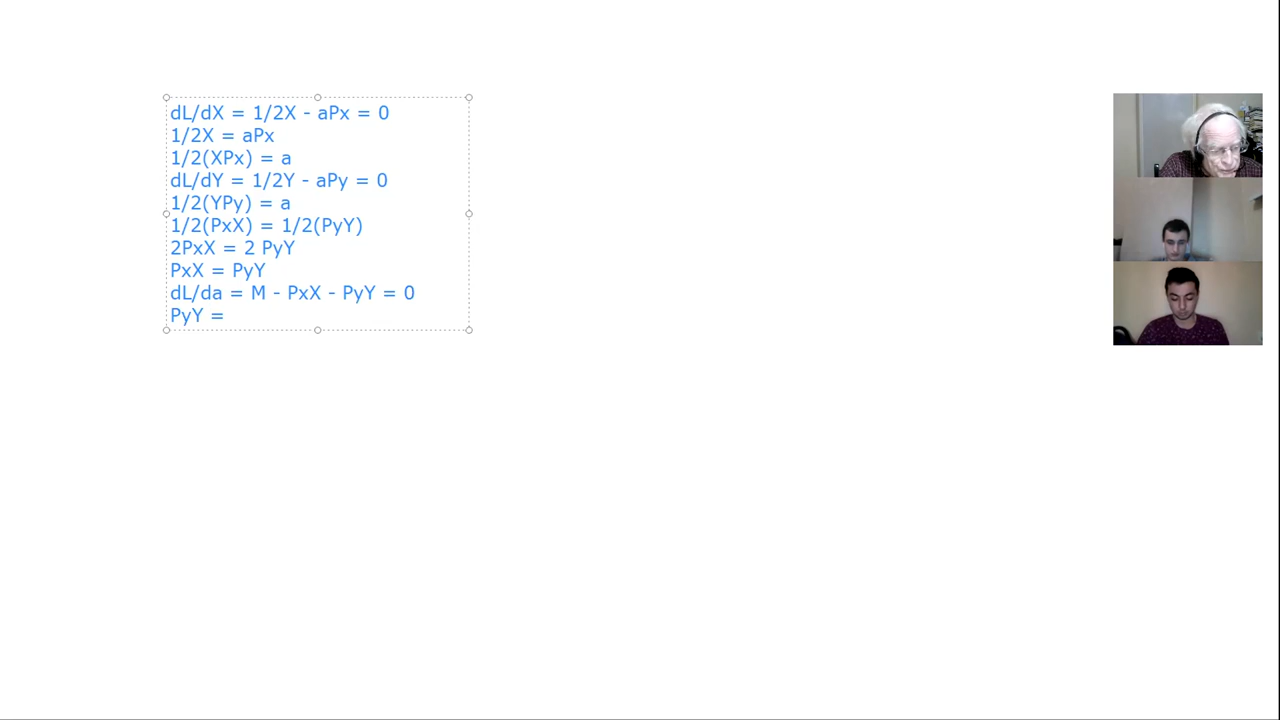 dL/dX = 1/2X - aPx = 0
1/2X = aPx
1/2(XPx) = a
dL/dY = 1/2Y - aPy = 0
1/2(YPy) = a
1/2(PxX) = 1/2(PyY)
2PxX = 2 PyY
PxX = PyY
dL/da = M - PxX - PyY = 0
PyY =